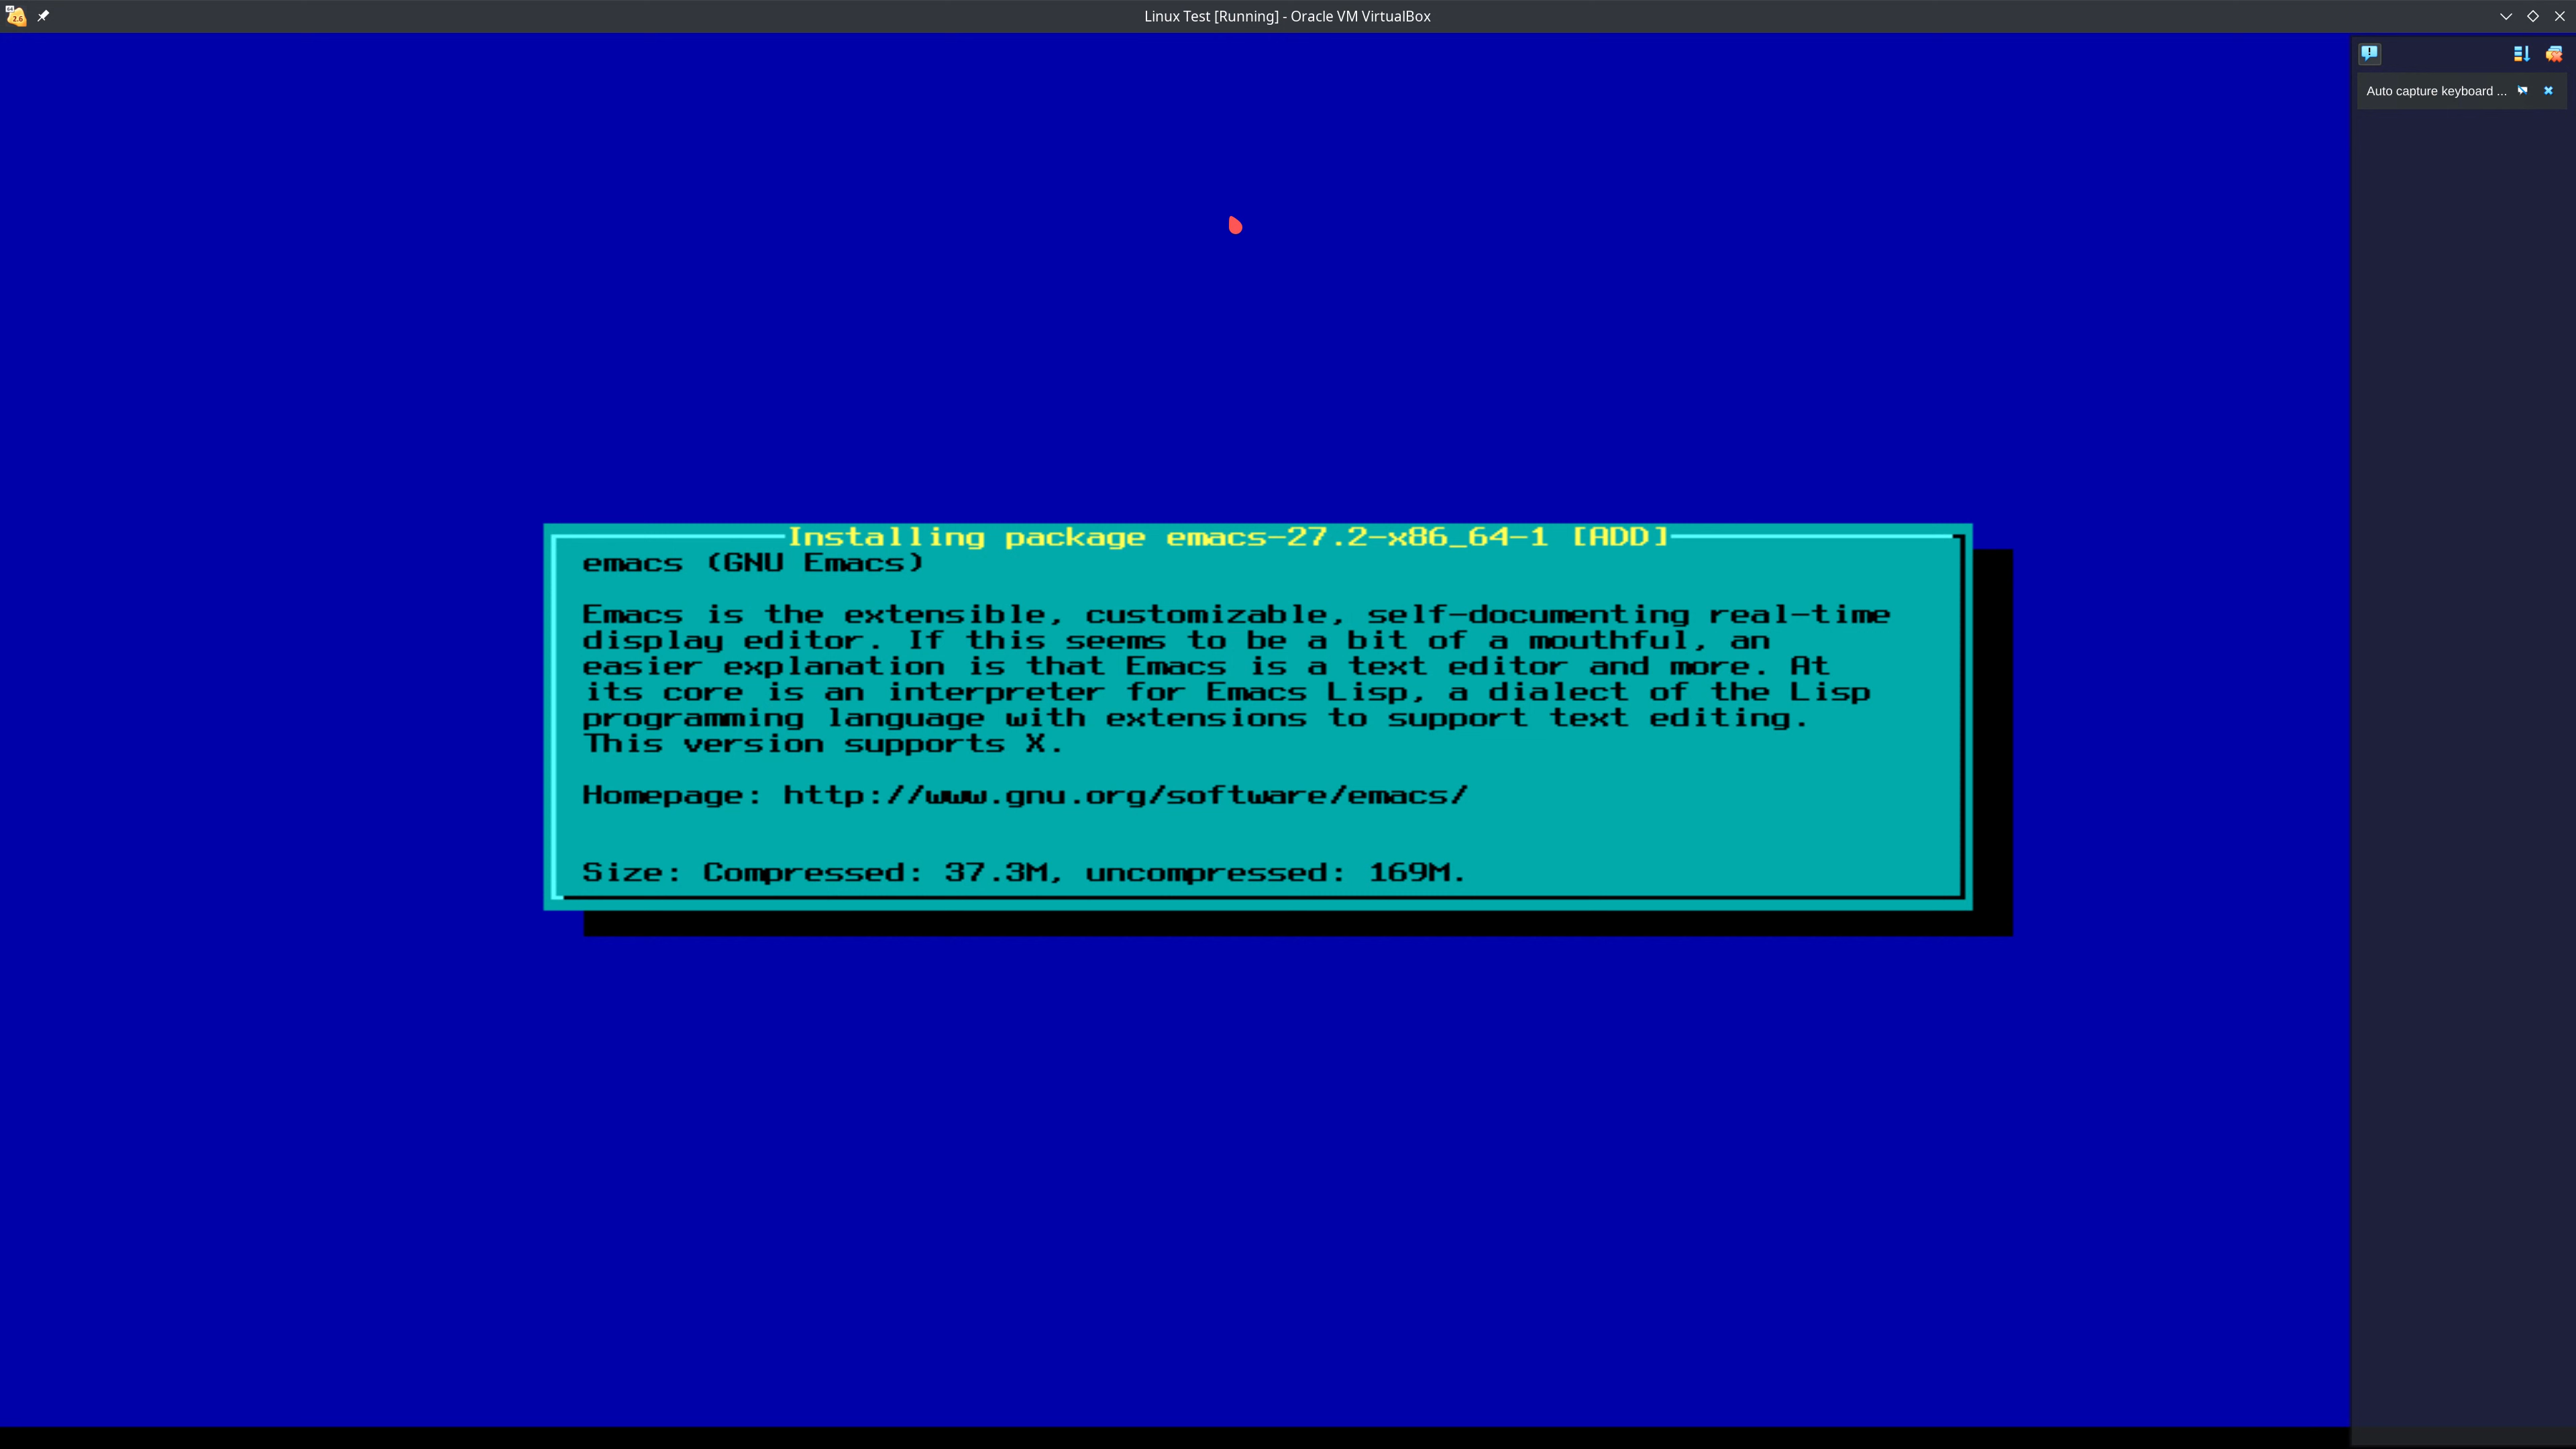 Linux Test [Running] - Oracle VM VirtualBox
64
2.6
Auto capture keyboard ...
Installing package emacs-27.2-x86_64-1 [ADD]
emacs (GNU Emacs)
Emacs is the extensible, customizable, self-documenting real-time
display editor. If this seems to be a bit of a mouthful, an
easier explanation is that Emacs is a text editor and more. At
its core is an interpreter for Emacs Lisp, a dialect of the Lisp
programming language with extensions to support text editing.
This version supports X.
Homepage: http://www.gnu.org/software/emacs/
Size: Compressed: 37.3M, uncompressed: 169M.